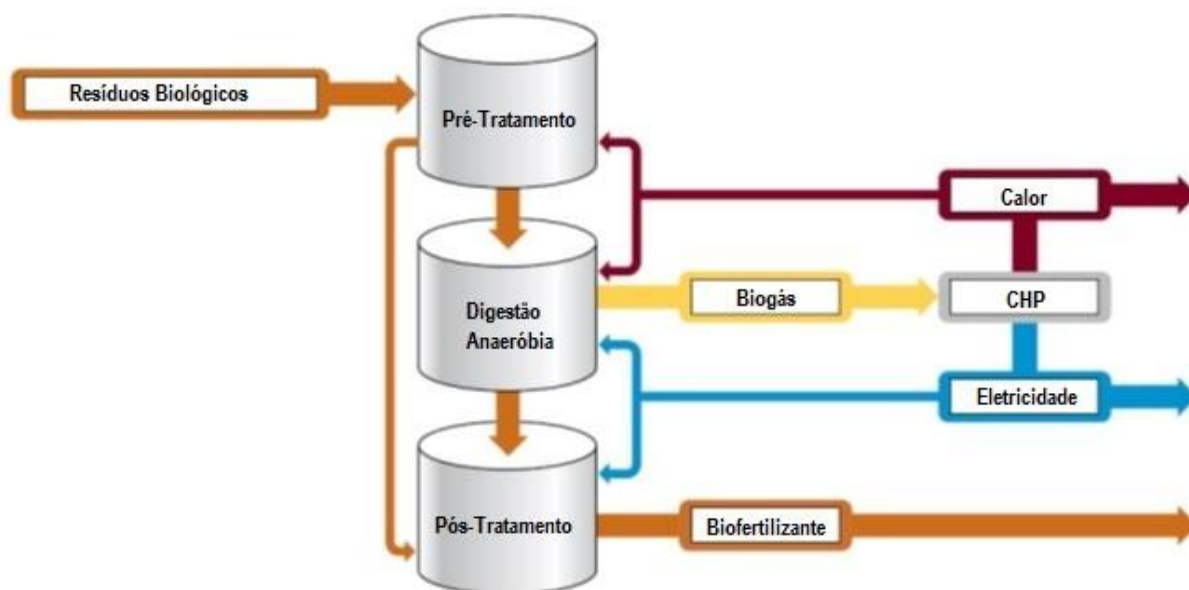 Resíduos Biológicos
Pré-Tratamento
Calor
Biogás
CHP
Digestão
Anaeróbia
Eletricidade
Pós-Tratamento
Biofertilizante